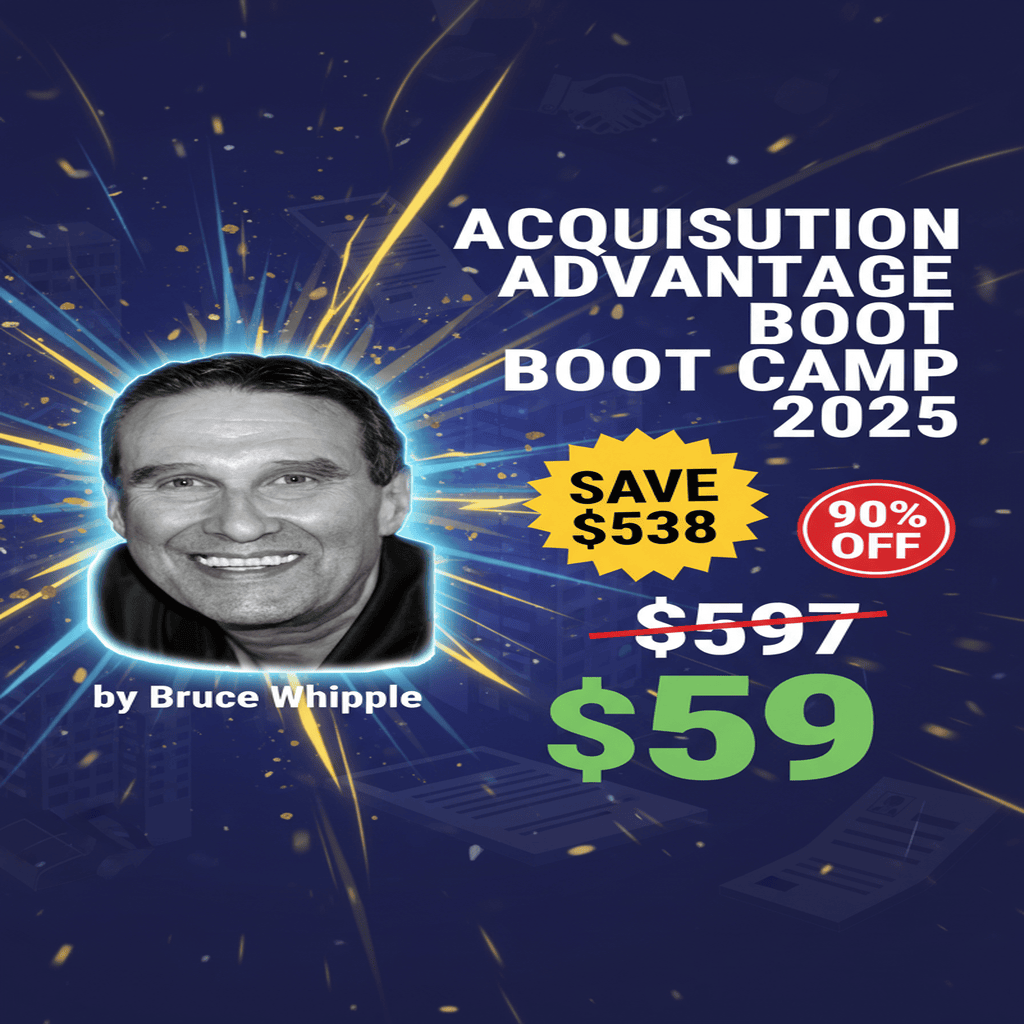 ACQUISUTION
ADVANTAGE
BOOT
BOOT CAMP
2025
SAVE
$538
90%
OFF
$597
$59
by Bruce Whipple